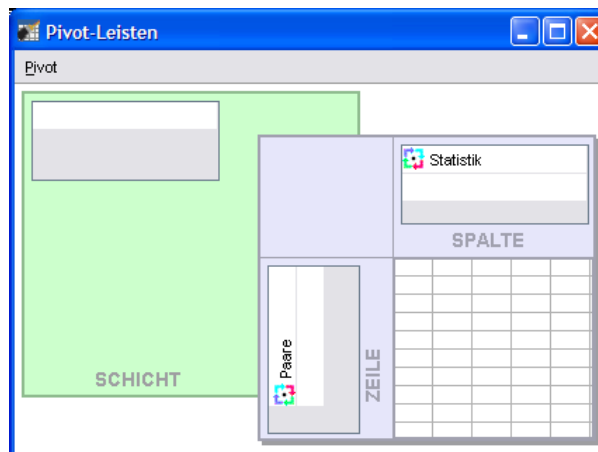 Pivot-Leisten
Pivot
Statistik
SPALTE
Paare
ZEILE
SCHICHT